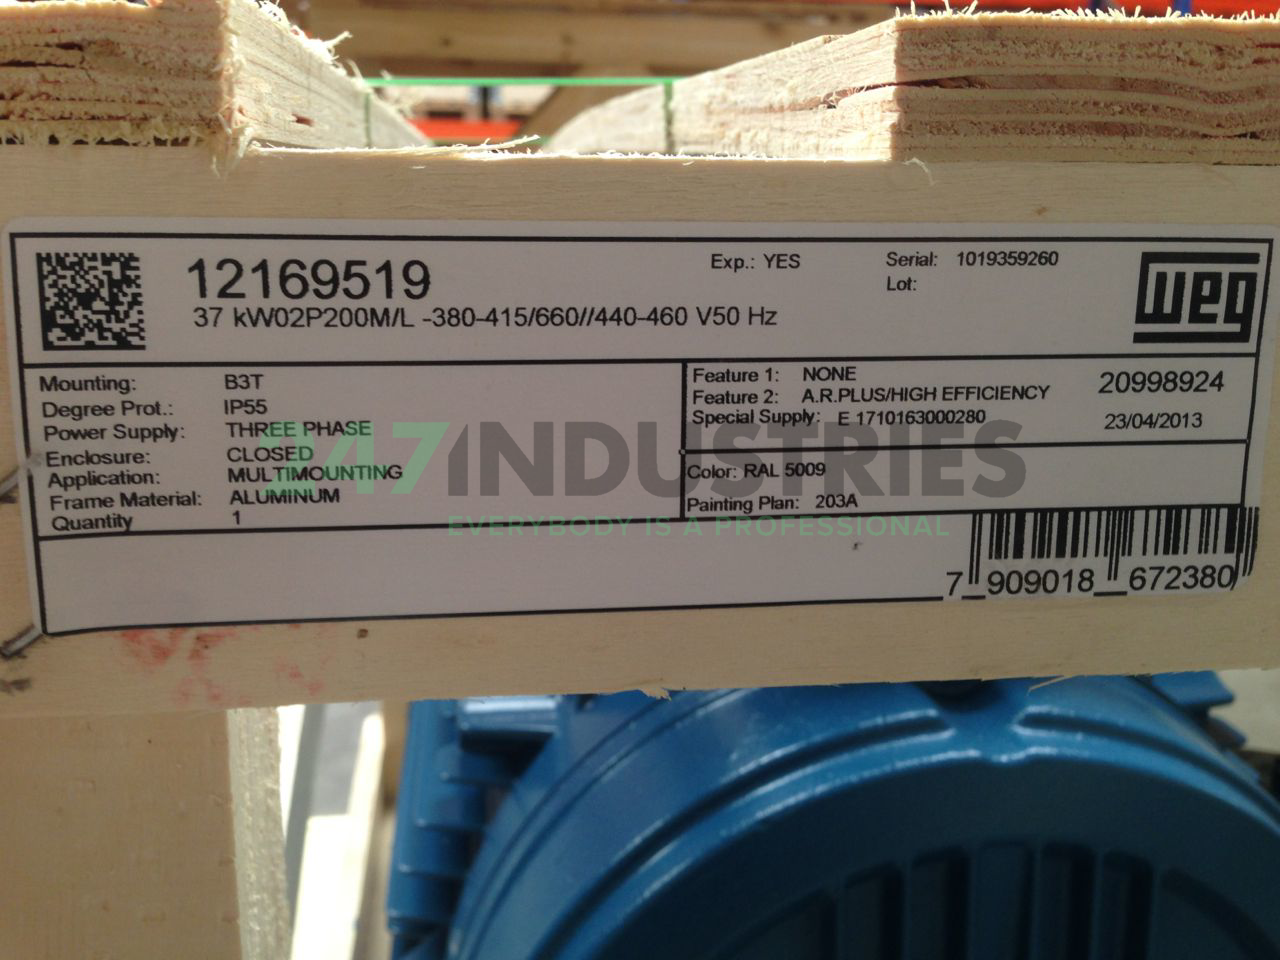 12169519
37 kW02P200M/L -380-415/660//440-460 V50 Hz
Exp.: YES
Serial: 1019359260
Lot:
WEG
Mounting: B3T
Degree Prot.: IP55
Power Supply: THREE PHASE
Enclosure: CLOSED
Application: MULTIMOUNTING
Frame Material: ALUMINUM
Quantity 1
Feature 1: NONE
Feature 2: A.R.PLUS/HIGH EFFICIENCY
Special Supply: E 1710163000280
20998924
23/04/2013
Color: RAL 5009
Painting Plan: 203A
247INDUSTRIES
EVERYBODY IS A PROFESSIONAL
7 909018 672380